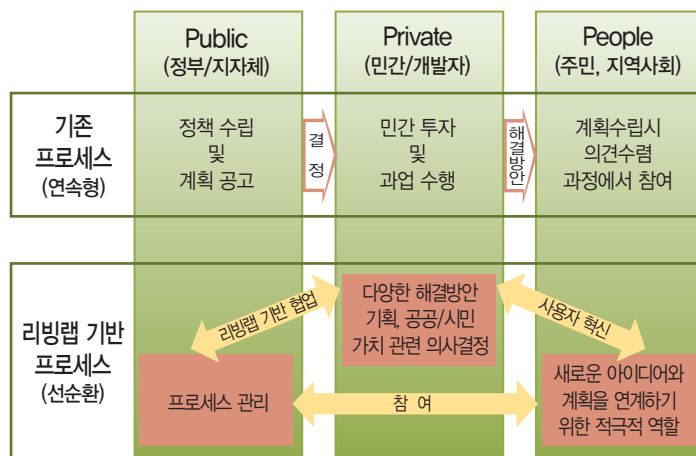 Public
(정부/지자체)
Private
(민간/개발자)
People
(주민, 지역사회)
기존
프로세스
(연속형)
정책 수립
및
계획 공고
결정
민간 투자
및
과업 수행
해결방안
계획수립시
의견수렴
과정에서 참여
리빙랩 기반
프로세스
(선순환)
리빙랩 기반 협업
다양한 해결방안
기획, 공공/시민
가치 관련 의사결정
사용자 혁신
프로세스 관리
참 여
새로운 아이디어와
계획을 연계하기
위한 적극적 역할